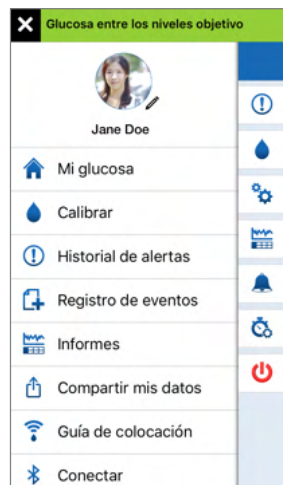 Glucosa entre los niveles objetivo
Jane Doe
Mi glucosa
Calibrar
Historial de alertas
Registro de eventos
Informes
Compartir mis datos
Guía de colocación
Conectar